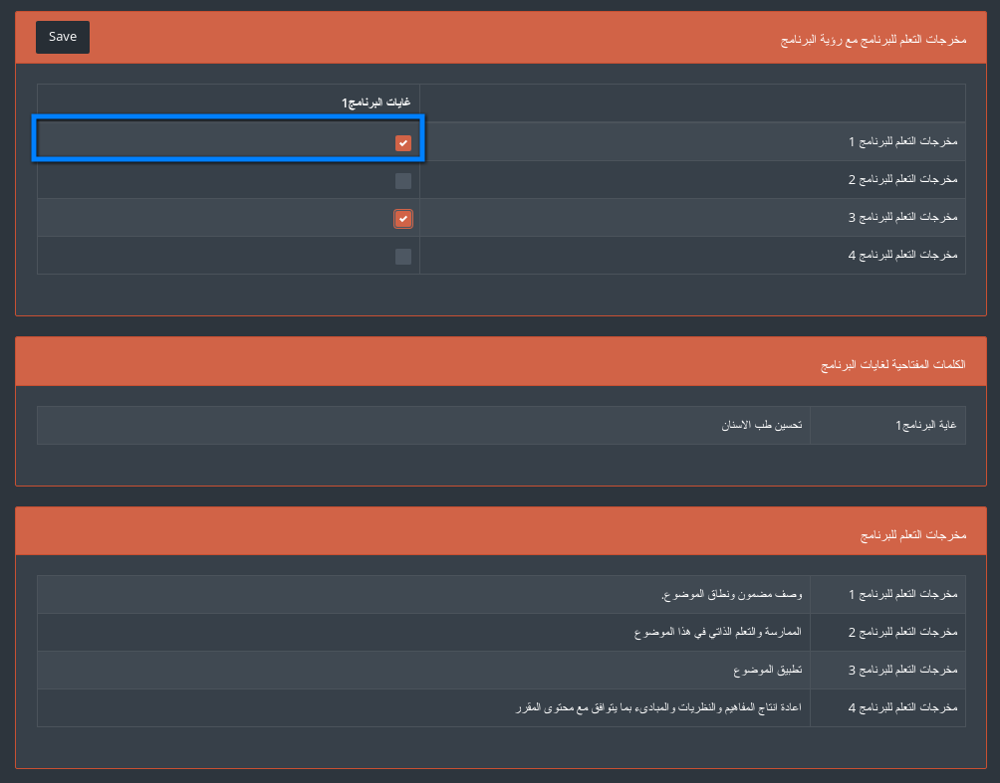 مخرجات التعلم للبرنامج مع رؤية البرنامج
Save
غايات البرنامج1
مخرجات التعلم للبرنامج 1
مخرجات التعلم للبرنامج 2
مخرجات التعلم للبرنامج 3
مخرجات التعلم للبرنامج 4
الكلمات المفتاحية لغايات البرنامج
غاية البرنامج1 تحسين طب الاسنان
مخرجات التعلم للبرنامج
مخرجات التعلم للبرنامج 1 وصف مضمون ونطاق الموضوع.
مخرجات التعلم للبرنامج 2 الممارسة والتعلم الذاتي في هذا الموضوع
مخرجات التعلم للبرنامج 3 تطبيق الموضوع
مخرجات التعلم للبرنامج 4 اعادة انتاج المفاهيم والنظريات والمبادىء بما يتوافق مع محتوى المقرر